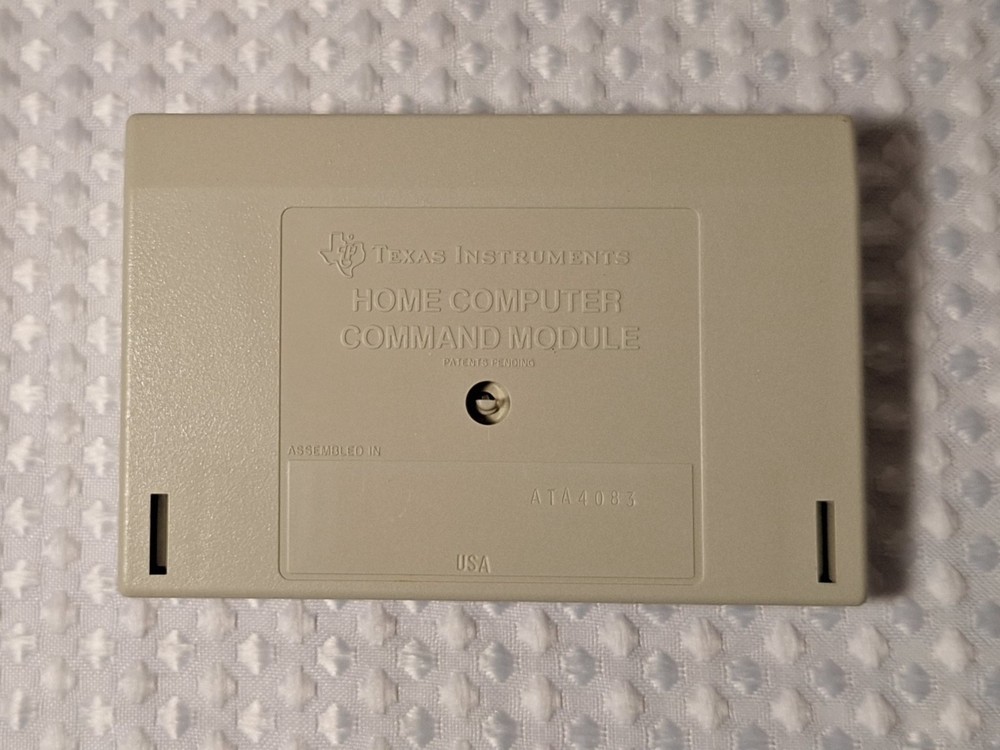 TEXAS INSTRUMENTS
HOME COMPUTER
COMMAND MODULE
PATENTS PENDING
ASSEMBLED IN
ATA4083
USA